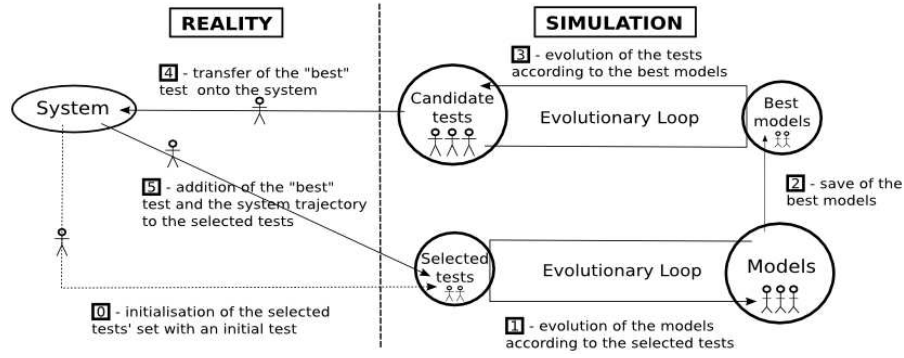 REALITY
SIMULATION
4 - transfer of the "best"
test onto the system
3 - evolution of the tests
according to the best models
System
Candidate
tests
Evolutionary Loop
Best
models
5 - addition of the "best"
test and the system trajectory
to the selected tests
2 - save of the
best models
Selected
tests
Evolutionary Loop
Models
0 - initialisation of the selected
tests' set with an initial test
1 - evolution of the models
according to the selected tests